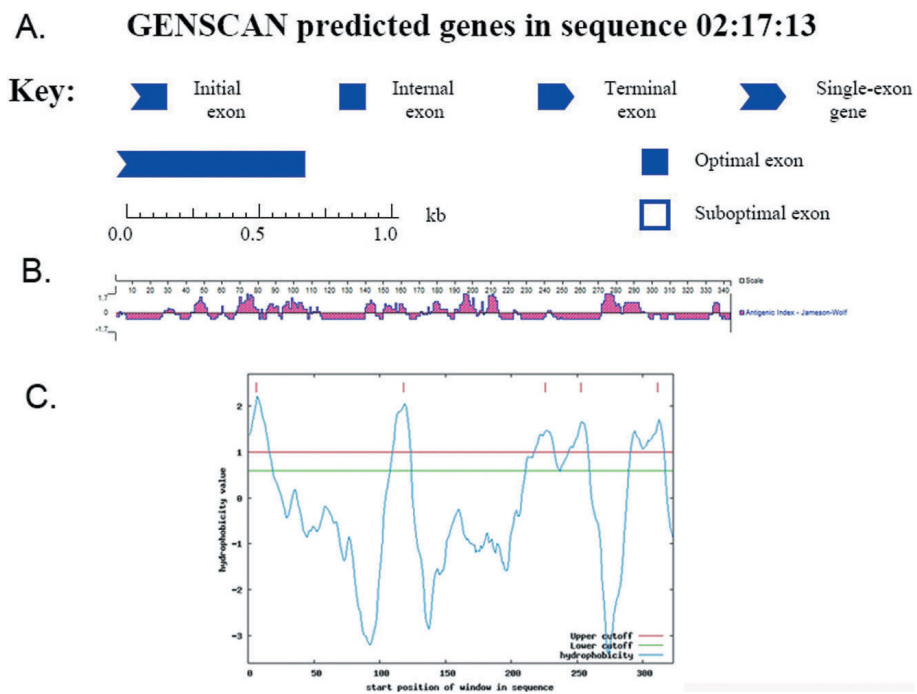 A. GENSCAN predicted genes in sequence 02:17:13
Key: Initial exon Internal exon Terminal exon Single-exon gene
Optimal exon
Suboptimal exon
0.0 0.5 1.0 kb
B.
10 20 30 40 50 60 70 80 90 100 110 120 130 140 150 160 170 180 190 200 210 220 230 240 250 260 270 280 290 300 310 320 330 340
Scale
1.7
0
-1.7
Antigenic Index - Jameson-Wolf
C.
hydrophobicity value
2
1
0
-1
-2
-3
Upper cutoff
Lower cutoff
hydrophobicity
0 50 100 150 200 250 300
start position of window in sequence